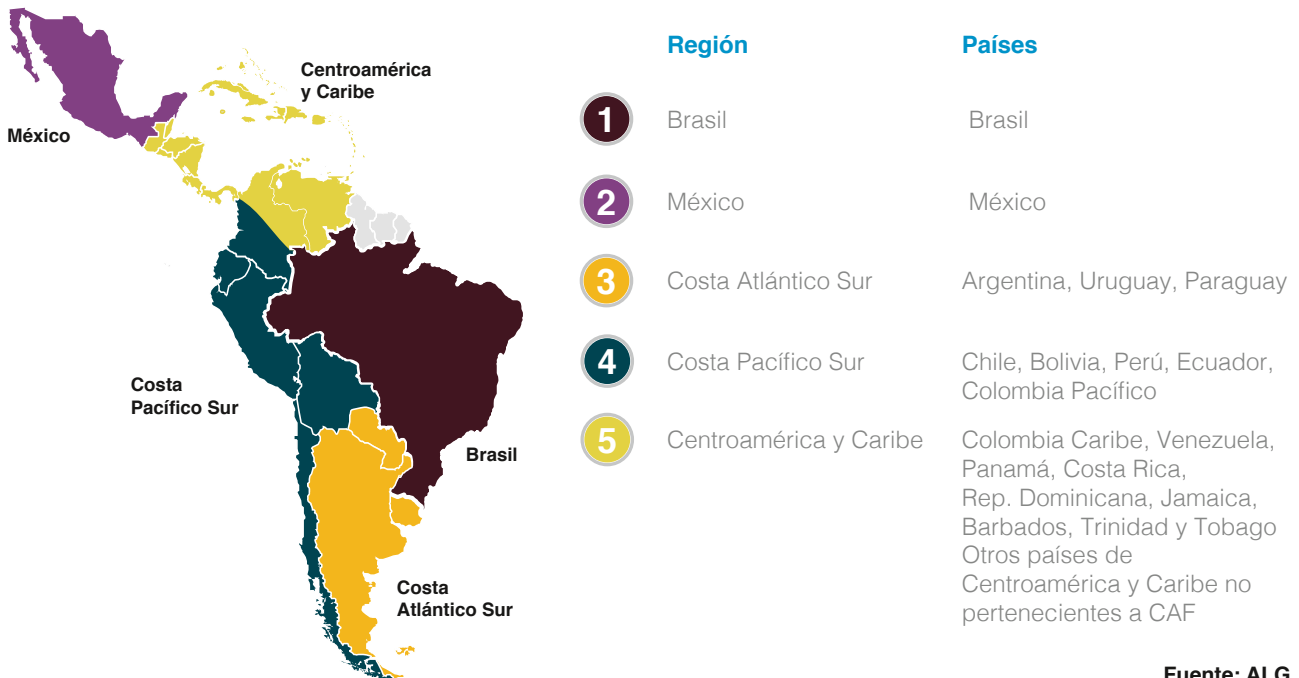 Centroamérica
y Caribe
México
Costa
Pacífico Sur
Brasil
Costa
Atlántico Sur
Región Países
1 Brasil Brasil
2 México México
3 Costa Atlántico Sur Argentina, Uruguay, Paraguay
4 Costa Pacífico Sur Chile, Bolivia, Perú, Ecuador,
Colombia Pacífico
5 Centroamérica y Caribe Colombia Caribe, Venezuela,
Panamá, Costa Rica,
Rep. Dominicana, Jamaica,
Barbados, Trinidad y Tobago
Otros países de
Centroamérica y Caribe no
pertenecientes a CAF
Fuente: ALG